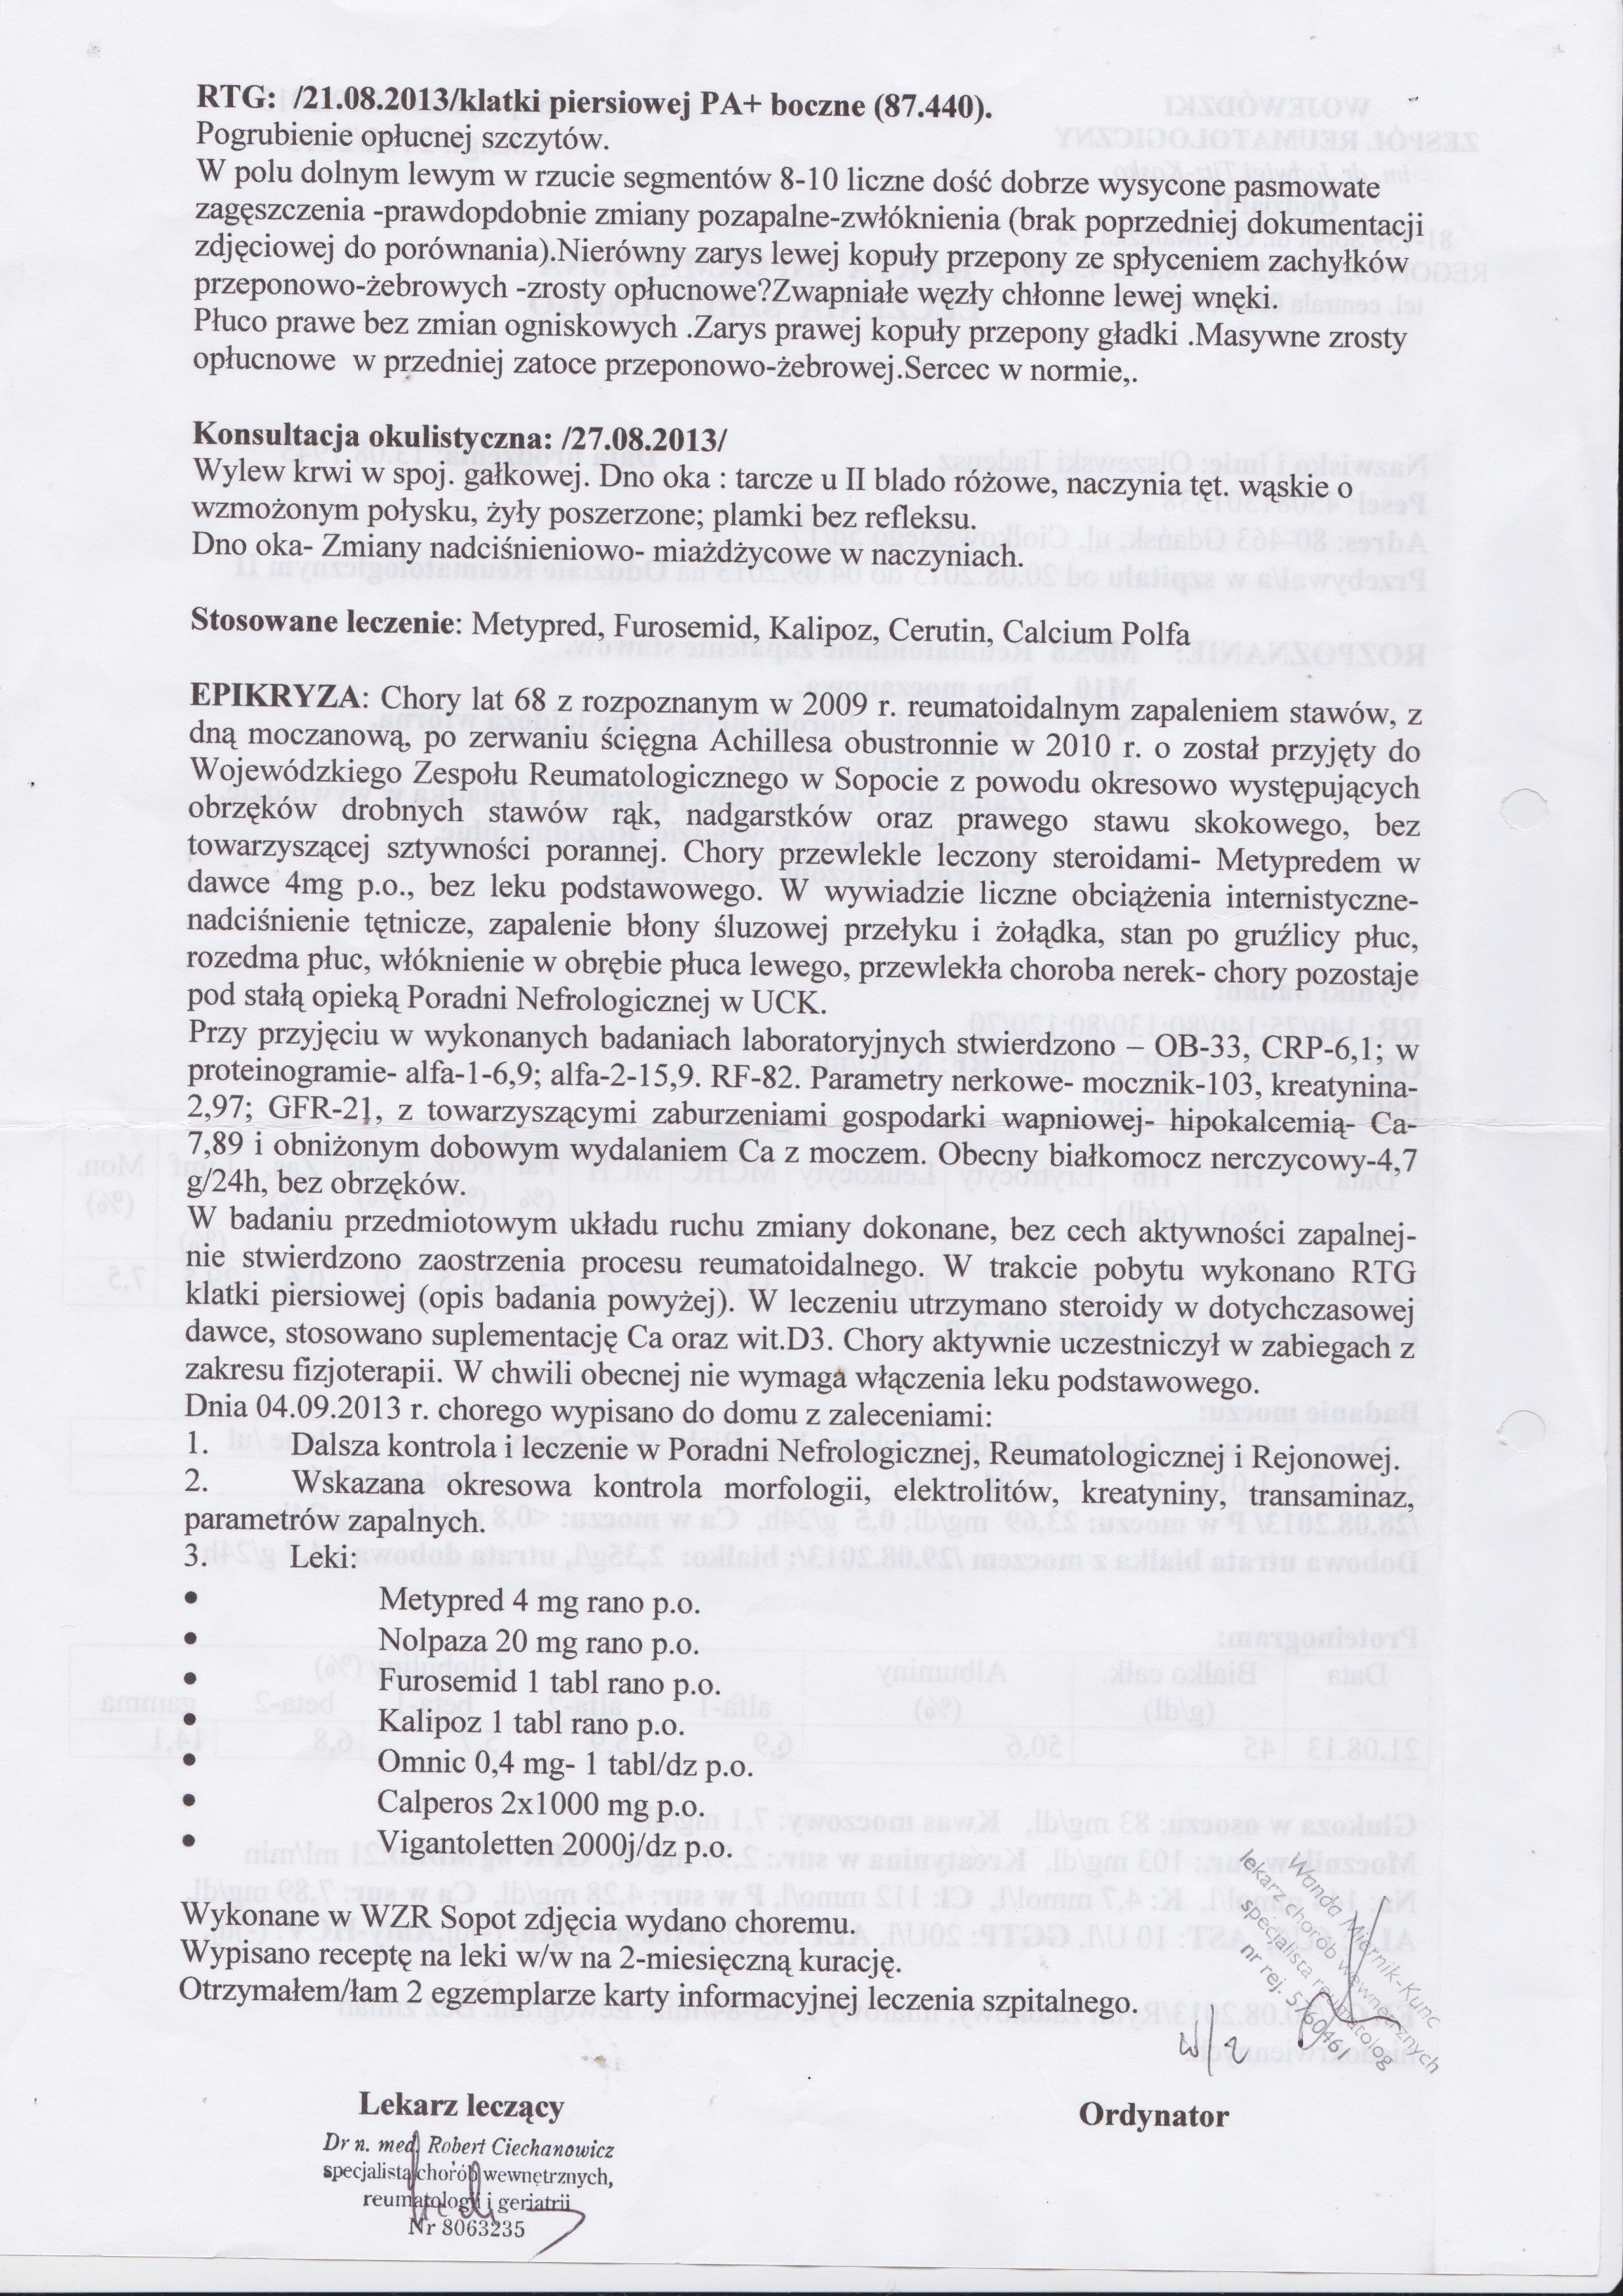 RTG: /21.08.2013/klatki piersiowej PA+ boczne (87.440).
Pogrubienie opłucnej szczytów.
W polu dolnym lewym w rzucie segmentów 8-10 liczne dość dobrze wysycone pasmowate
zagęszczenia -prawdopdobnie zmiany pozapalne-zwłóknienia (brak poprzedniej dokumentacji
zdjęciowej do porównania).Nierówny zarys lewej kopuły przepony ze spłyceniem zachyłków
przeponowo-żebrowych -zrosty opłucnowe?Zwapniałe węzły chłonne lewej wnęki.
Płuco prawe bez zmian ogniskowych .Zarys prawej kopuły przepony gładki .Masywne zrosty
opłucnowe w przedniej zatoce przeponowo-żebrowej.Sercec w normie,.
Konsultacja okulistyczna: /27.08.2013/
Wylew krwi w spoj. gałkowej. Dno oka : tarcze u II blado różowe, naczynia tęt. wąskie o
wzmożonym połysku, żyły poszerzone; plamki bez refleksu.
Dno oka- Zmiany nadciśnieniowo- miażdżycowe w naczyniach.
Stosowane leczenie: Metypred, Furosemid, Kalipoz, Cerutin, Calcium Polfa
EPIKRYZA: Chory lat 68 z rozpoznanym w 2009 r. reumatoidalnym zapaleniem stawów, z
dną moczanową, po zerwaniu ścięgna Achillesa obustronnie w 2010 r. o został przyjęty do
Wojewódzkiego Zespołu Reumatologicznego w Sopocie z powodu okresowo występujących
obrzęków drobnych stawów rąk, nadgarstków oraz prawego stawu skokowego, bez
towarzyszącej sztywności porannej. Chory przewlekle leczony steroidami- Metypredem w
dawce 4mg p.o., bez leku podstawowego. W wywiadzie liczne obciążenia internistyczne-
nadciśnienie tętnicze, zapalenie błony śluzowej przełyku i żołądka, stan po gruźlicy płuc,
rozedma płuc, włóknienie w obrębie płuca lewego, przewlekła choroba nerek- chory pozostaje
pod stałą opieką Poradni Nefrologicznej w UCK.
Przy przyjęciu w wykonanych badaniach laboratoryjnych stwierdzono – OB-33, CRP-6,1; w
proteinogramie- alfa-1-6,9; alfa-2-15,9. RF-82. Parametry nerkowe- mocznik-103, kreatynina-
2,97; GFR-21, z towarzyszącymi zaburzeniami gospodarki wapniowej- hipokalcemią- Ca-
7,89 i obniżonym dobowym wydalaniem Ca z moczem. Obecny białkomocz nerczycowy-4,7
g/24h, bez obrzęków.
W badaniu przedmiotowym układu ruchu zmiany dokonane, bez cech aktywności zapalnej-
nie stwierdzono zaostrzenia procesu reumatoidalnego. W trakcie pobytu wykonano RTG
klatki piersiowej (opis badania powyżej). W leczeniu utrzymano steroidy w dotychczasowej
dawce, stosowano suplementację Ca oraz wit.D3. Chory aktywnie uczestniczył w zabiegach z
zakresu fizjoterapii. W chwili obecnej nie wymaga włączenia leku podstawowego.
Dnia 04.09.2013 r. chorego wypisano do domu z zaleceniami:
1. Dalsza kontrola i leczenie w Poradni Nefrologicznej, Reumatologicznej i Rejonowej.
2. Wskazana okresowa kontrola morfologii, elektrolitów, kreatyniny, transaminaz,
parametrów zapalnych.
3. Leki:
• Metypred 4 mg rano p.o.
• Nolpaza 20 mg rano p.o.
• Furosemid 1 tabl rano p.o.
• Kalipoz 1 tabl rano p.o.
• Omnic 0,4 mg- 1 tabl/dz p.o.
• Calperos 2x1000 mg p.o.
• Vigantoletten 2000j/dz p.o.
Wykonane w WZR Sopot zdjęcia wydano choremu.
Wypisano receptę na leki w/w na 2-miesięczną kurację.
Otrzymałem/łam 2 egzemplarze karty informacyjnej leczenia szpitalnego.
Wanda Miernik-Kunc
lekarz chorób wewnętrznych
specjalista reumatolog
nr rej. 5760461
w/z
Lekarz leczący
Ordynator
Dr n. med. Robert Ciechanowicz
specjalista chorób wewnętrznych,
reumatologii i geriatrii
Nr 8063235